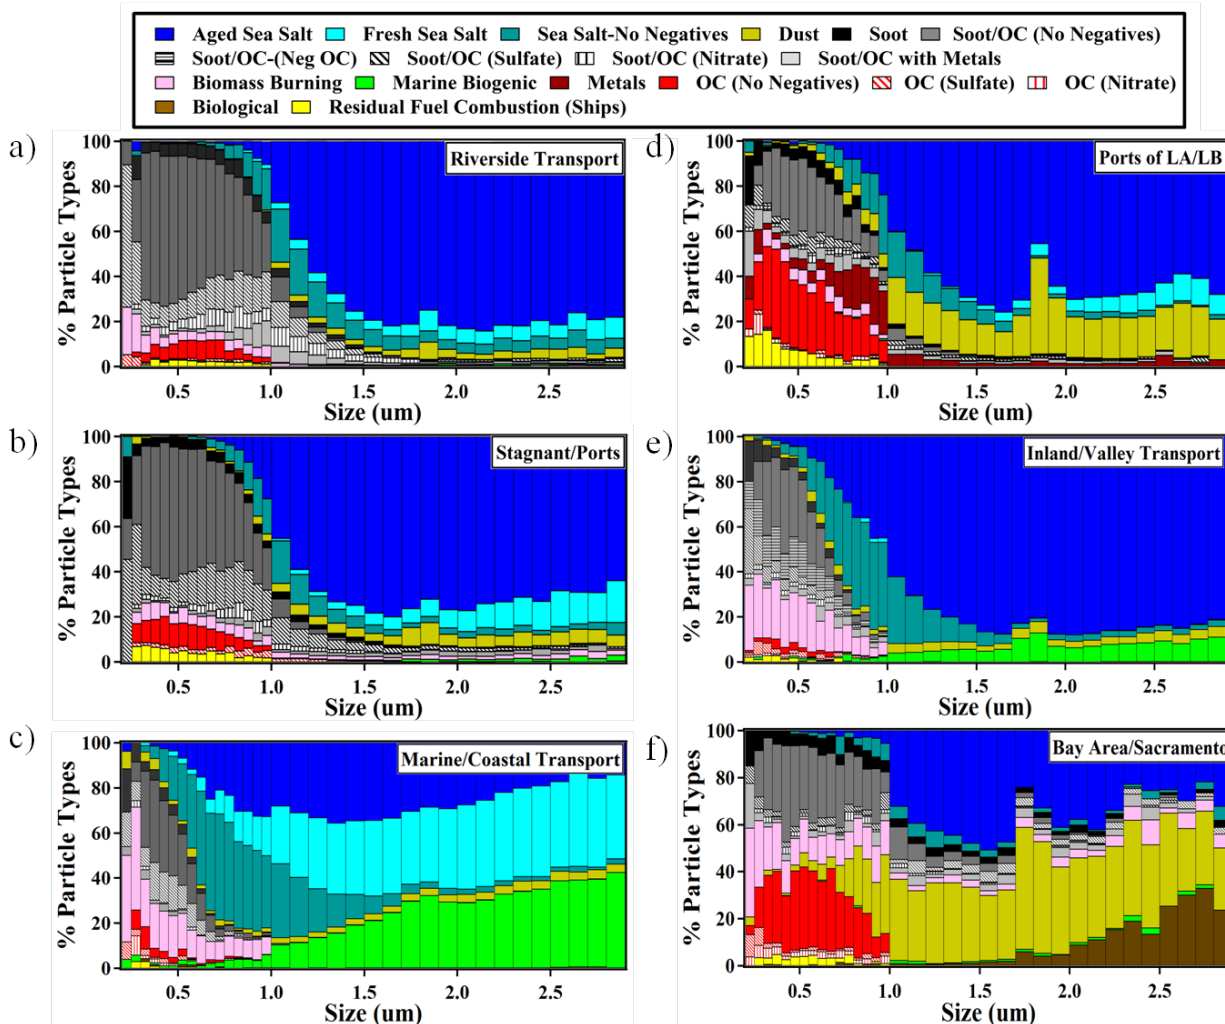 Aged Sea Salt Fresh Sea Salt Sea Salt-No Negatives Dust Soot Soot/OC (No Negatives)
Soot/OC-(Neg OC) Soot/OC (Sulfate) Soot/OC (Nitrate) Soot/OC with Metals
Biomass Burning Marine Biogenic Metals OC (No Negatives) OC (Sulfate) OC (Nitrate)
Biological Residual Fuel Combustion (Ships)
a)
Riverside Transport
% Particle Types
100
80
60
40
20
0
0.5 1.0 1.5 2.0 2.5
Size (um)
d)
Ports of LA/LB
% Particle Types
100
80
60
40
20
0
0.5 1.0 1.5 2.0 2.5
Size (um)
b)
Stagnant/Ports
% Particle Types
100
80
60
40
20
0
0.5 1.0 1.5 2.0 2.5
Size (um)
e)
Inland/Valley Transport
% Particle Types
100
80
60
40
20
0
0.5 1.0 1.5 2.0 2.5
Size (um)
c)
Marine/Coastal Transport
% Particle Types
100
80
60
40
20
0
0.5 1.0 1.5 2.0 2.5
Size (um)
f)
Bay Area/Sacramento
% Particle Types
100
80
60
40
20
0
0.5 1.0 1.5 2.0 2.5
Size (um)